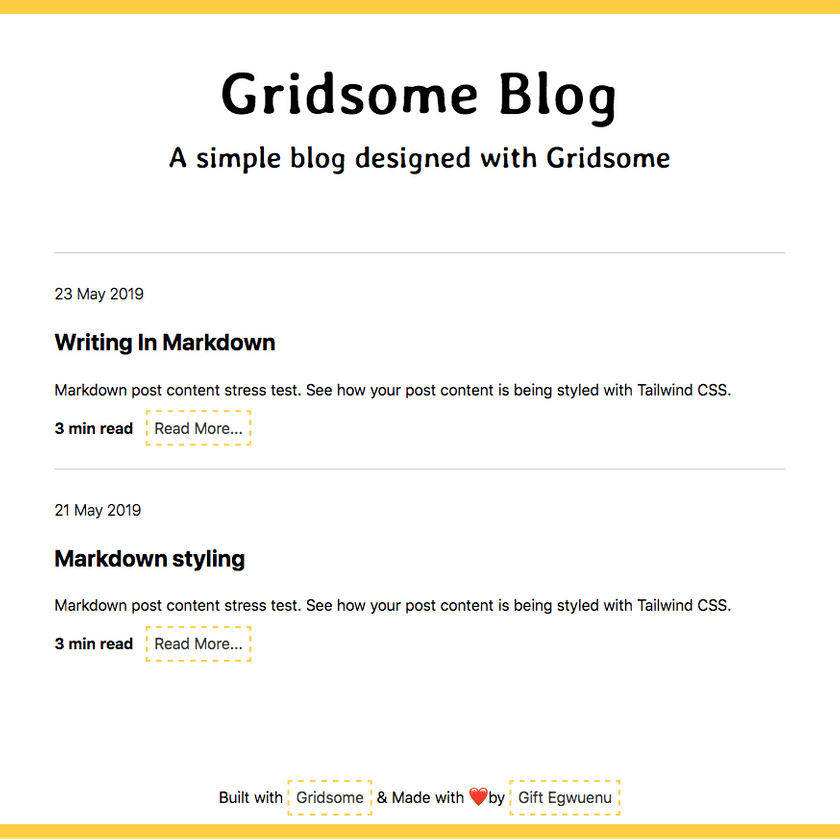 Gridsome Blog
A simple blog designed with Gridsome
23 May 2019
Writing In Markdown
Markdown post content stress test. See how your post content is being styled with Tailwind CSS.
3 min read Read More...
21 May 2019
Markdown styling
Markdown post content stress test. See how your post content is being styled with Tailwind CSS.
3 min read Read More...
Built with Gridsome & Made with ❤️by Gift Egwuenu